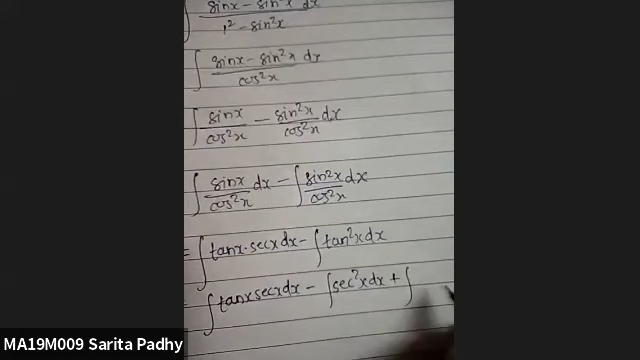 ∫ sinx - sin²x dx / 1² - sin²x
∫ sinx - sin²x dx / cos²x
∫ sinx/cos²x - sin²x/cos²x dx
∫ sinx/cos²x dx - ∫ sin²x/cos²x dx
= ∫ tanx·secx dx - ∫ tan²x dx
= ∫ tanx secx dx - ∫ sec²x dx + ∫
MA19M009 Sarita Padhy